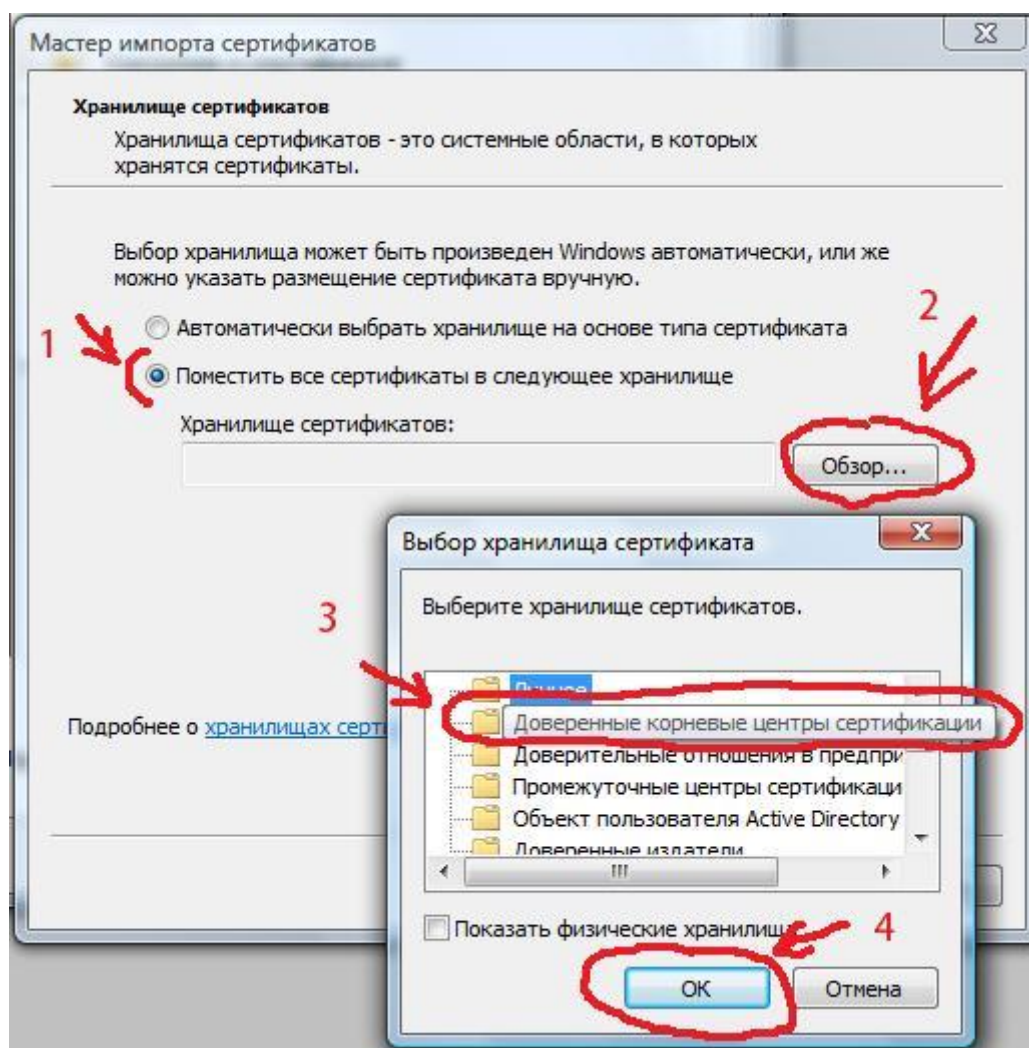 Мастер импорта сертификатов
Хранилище сертификатов
Хранилища сертификатов - это системные области, в которых
хранятся сертификаты.
Выбор хранилища может быть произведен Windows автоматически, или же
можно указать размещение сертификата вручную.
2
1
Автоматически выбрать хранилище на основе типа сертификата
Поместить все сертификаты в следующее хранилище
Хранилище сертификатов:
Обзор...
Выбор хранилища сертификата
3
Выберите хранилище сертификатов.
Личное
Подробнее о хранилищах серт
Доверенные корневые центры сертификации
Доверительные отношения в предпри
Промежуточные центры сертификаци
Объект пользователя Active Directory
Доверенные издатели
Показать физические хранилища
4
ОК
Отмена